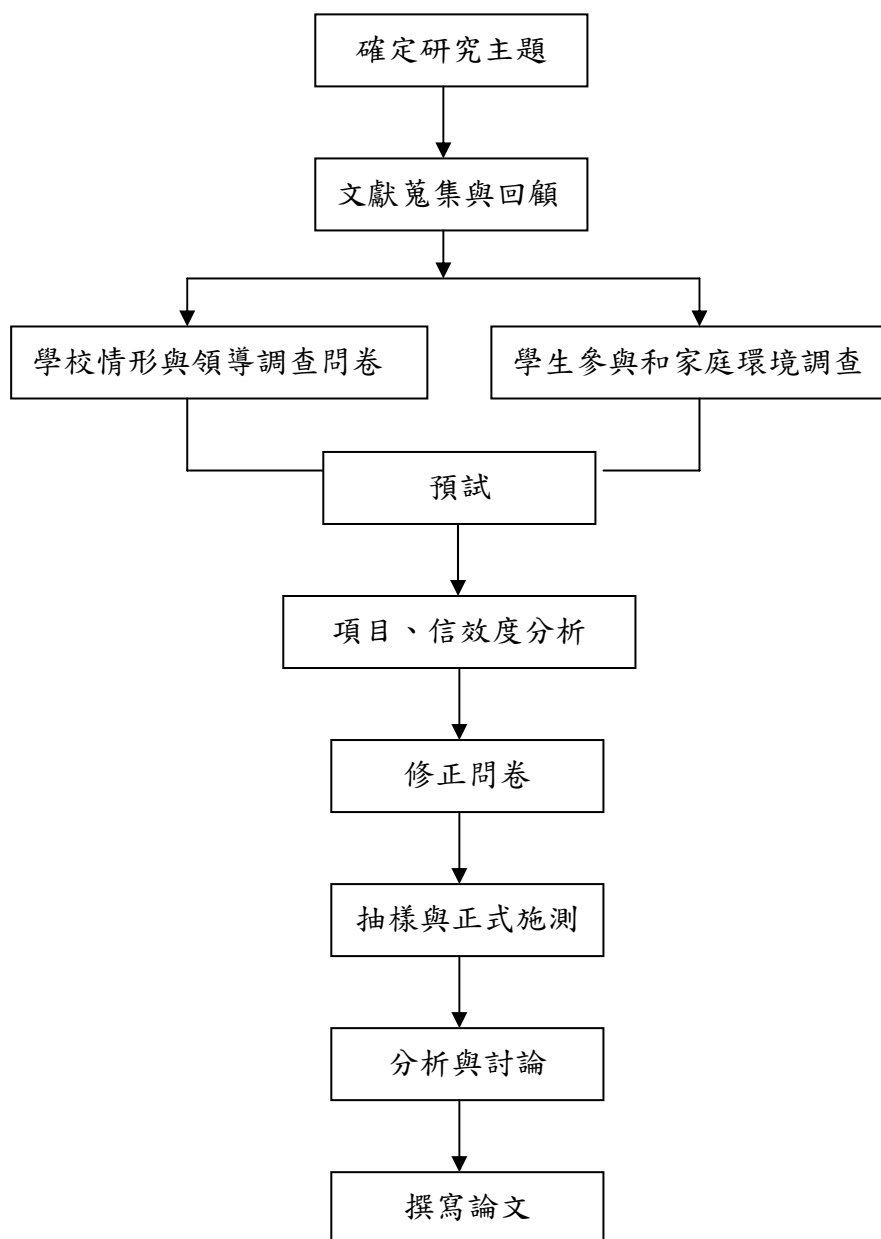 確定研究主題
文獻蒐集與回顧
學校情形與領導調查問卷
學生參與和家庭環境調查
預試
項目、信效度分析
修正問卷
抽樣與正式施測
分析與討論
撰寫論文